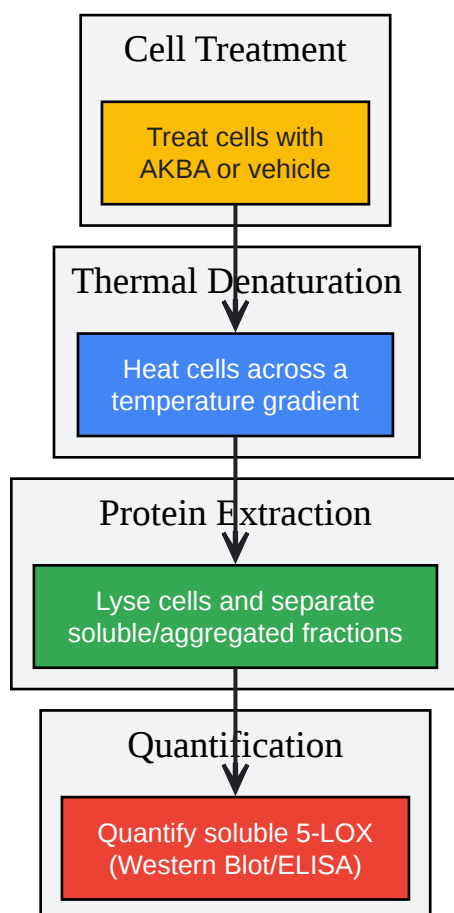 Cell Treatment
Treat cells with
AKBA or vehicle
Thermal Denaturation
Heat cells across a
temperature gradient
Protein Extraction
Lyse cells and separate
soluble/aggregated fractions
Quantification
Quantify soluble 5-LOX
(Western Blot/ELISA)